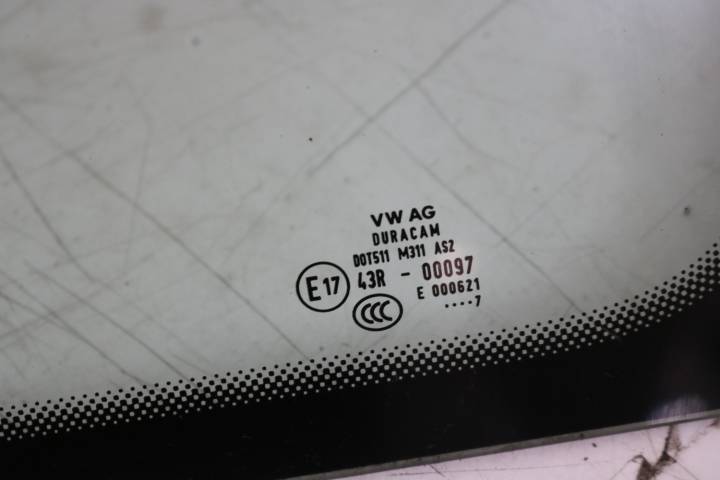 VW AG
DURACAM
DOT511 M311 AS2
E17 43R - 00097
CCC E 000621
....7